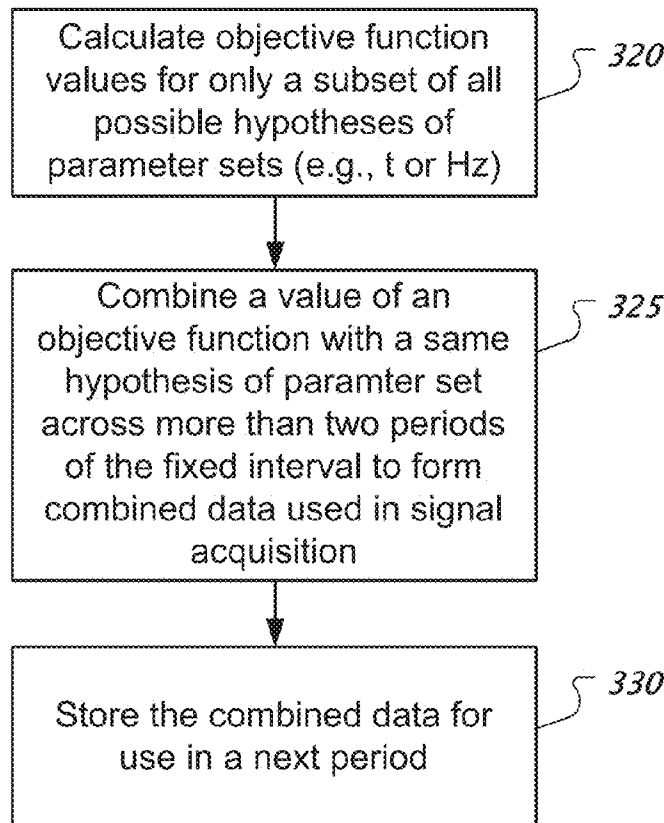 Calculate objective function
values for only a subset of all
possible hypotheses of
parameter sets (e.g., t or Hz)
320
Combine a value of an
objective function with a same
hypothesis of paramter set
across more than two periods
of the fixed interval to form
combined data used in signal
acquisition
325
Store the combined data for
use in a next period
330